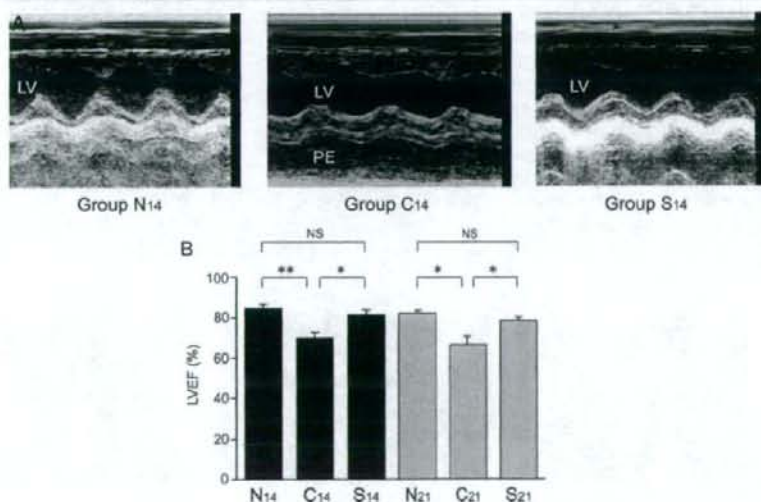 A
LV
LV
PE
LV
Group N14
Group C14
Group S14
B
NS
NS
**
*
*
*
100
80
60
40
20
0
LVEF (%)
N14
C14
S14
N21
C21
S21